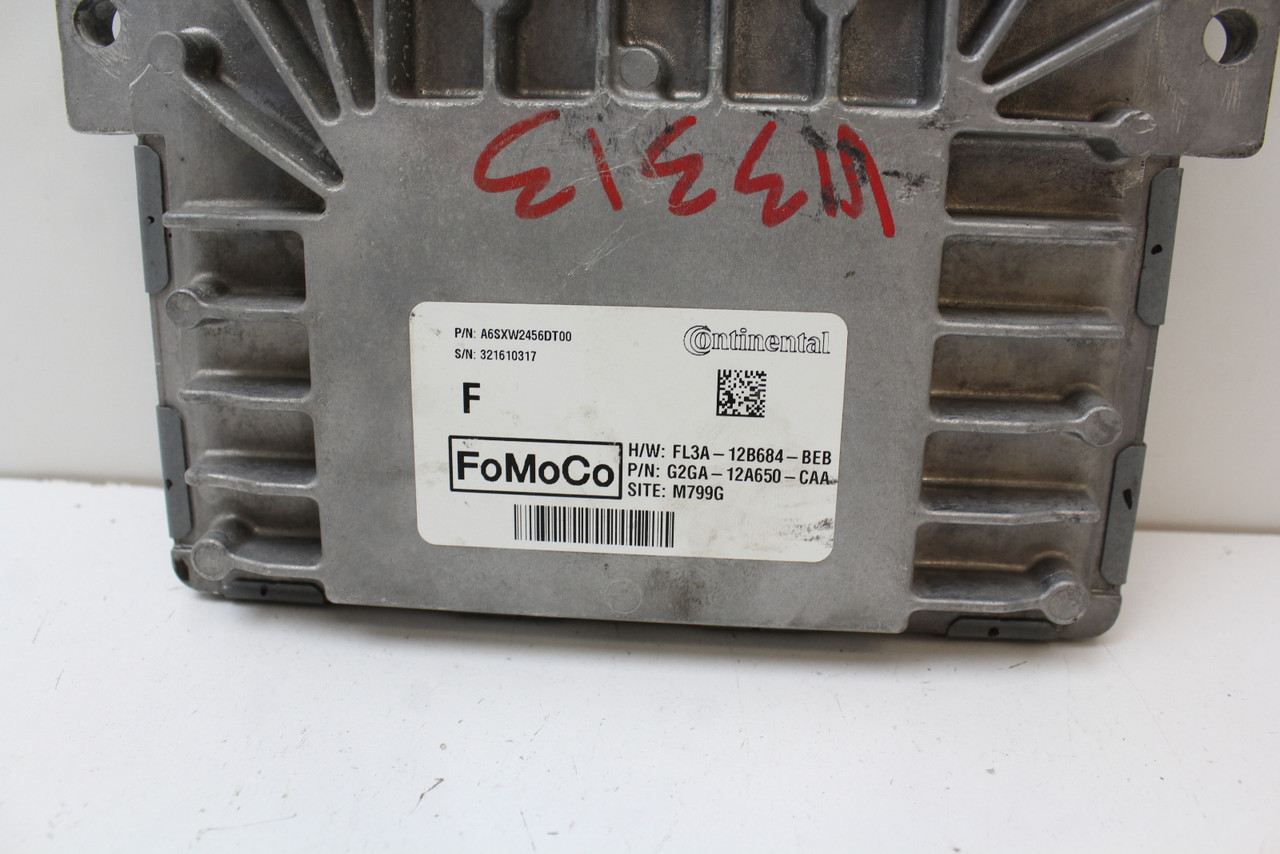 P/N: A6SXW2456DT00
S/N: 321610317
Continental
F
FoMoCo
H/W: FL3A-12B684-BEB
P/N: G2GA-12A650-CAA
SITE: M799G